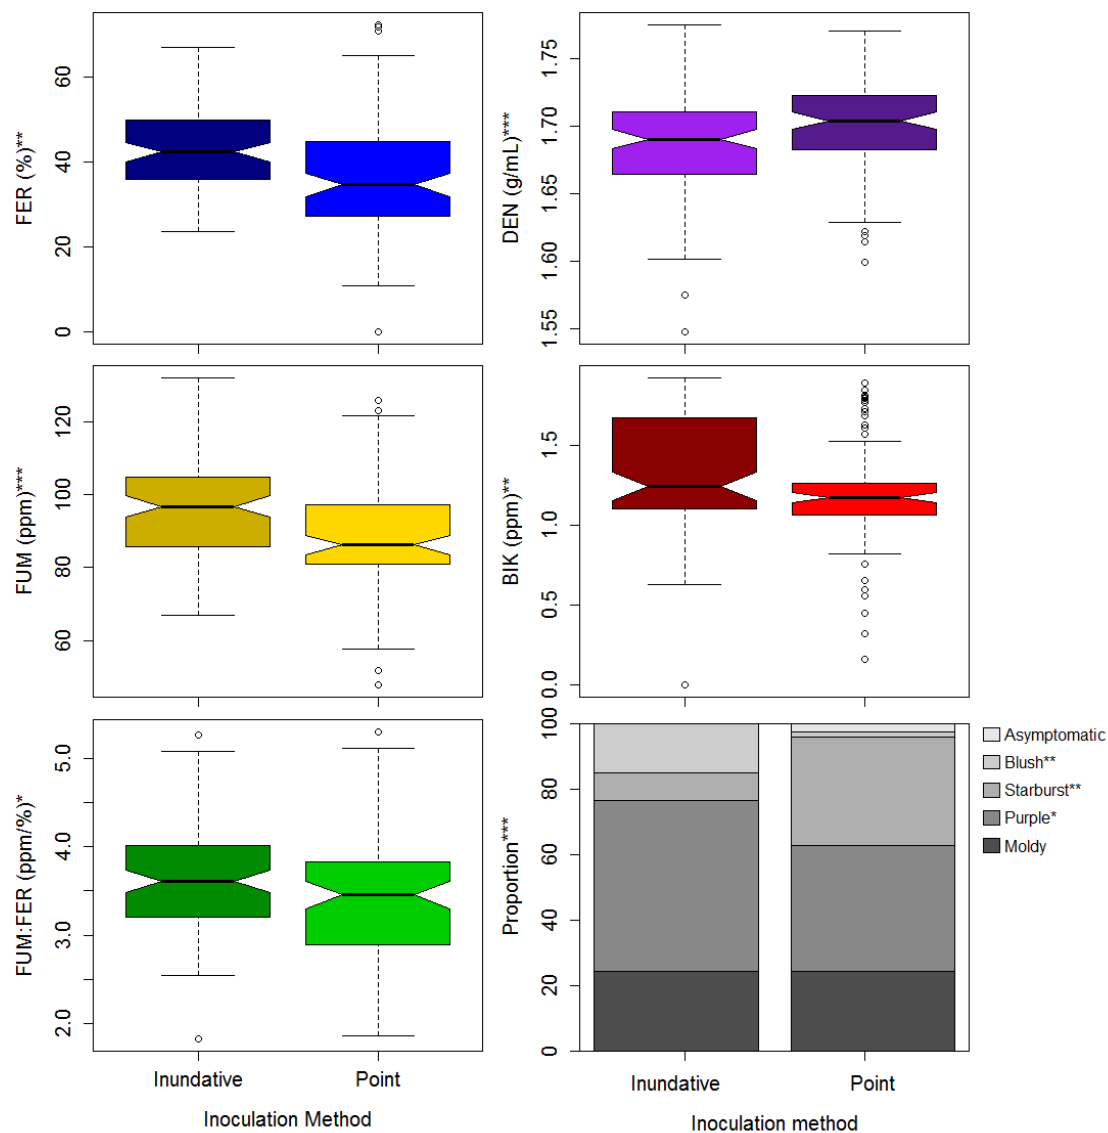 FER (%)**
60
40
20
0
DEN (g/mL)***
1.75
1.70
1.65
1.60
1.55
FUM (ppm)***
120
100
80
60
BIK (ppm)**
1.5
1.0
0.5
0.0
FUM:FER (ppm/%)*
5.0
4.0
3.0
2.0
Inundative Point
Inoculation Method
Proportion***
100
80
60
40
20
0
Inundative Point
Inoculation method
Asymptomatic
Blush**
Starburst**
Purple*
Moldy